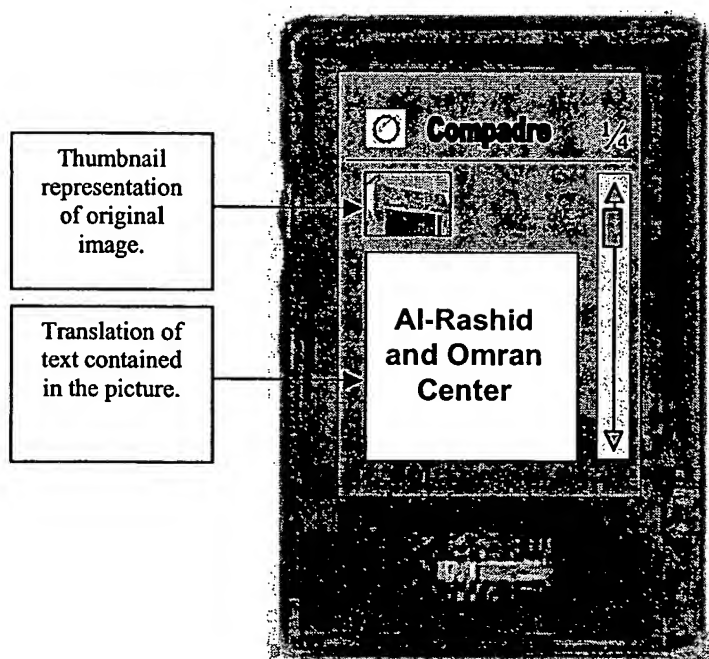 Thumbnail
representation
of original
image.
Translation of
text contained
in the picture.
Compadre
1/4
Al-Rashid
and Omran
Center